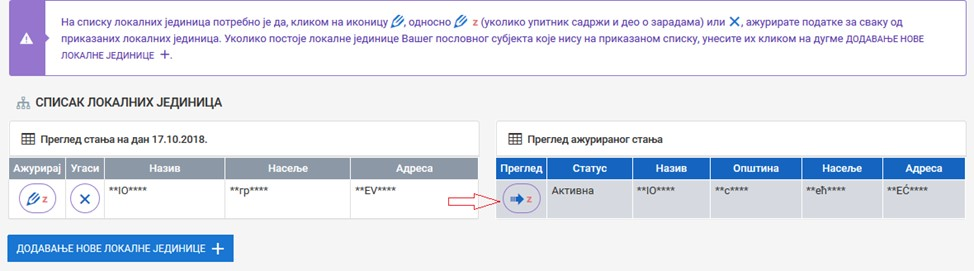 На списку локалних јединица потребно је да, кликом на иконицу , односно z (уколико упитник садржи и део о зарадама) или ✕, ажурирате податке за сваку од
приказаних локалних јединица. Уколико постоје локалне јединице Вашег пословног субјекта које нису на приказаном списку, унесите их кликом на дугме ДОДАВАЊЕ НОВЕ
ЛОКАЛНЕ ЈЕДИНИЦЕ +.
СПИСАК ЛОКАЛНИХ ЈЕДИНИЦА
Преглед стања на дан 17.10.2018.
Ажурирај Угаси Назив Насеље Адреса
z ✕ **IO**** **гр**** **EV****
Преглед ажурираног стања
Преглед Статус Назив Општина Насеље Адреса
z Активна **IO**** **с**** **ећ**** **EĆ****
ДОДАВАЊЕ НОВЕ ЛОКАЛНЕ ЈЕДИНИЦЕ +